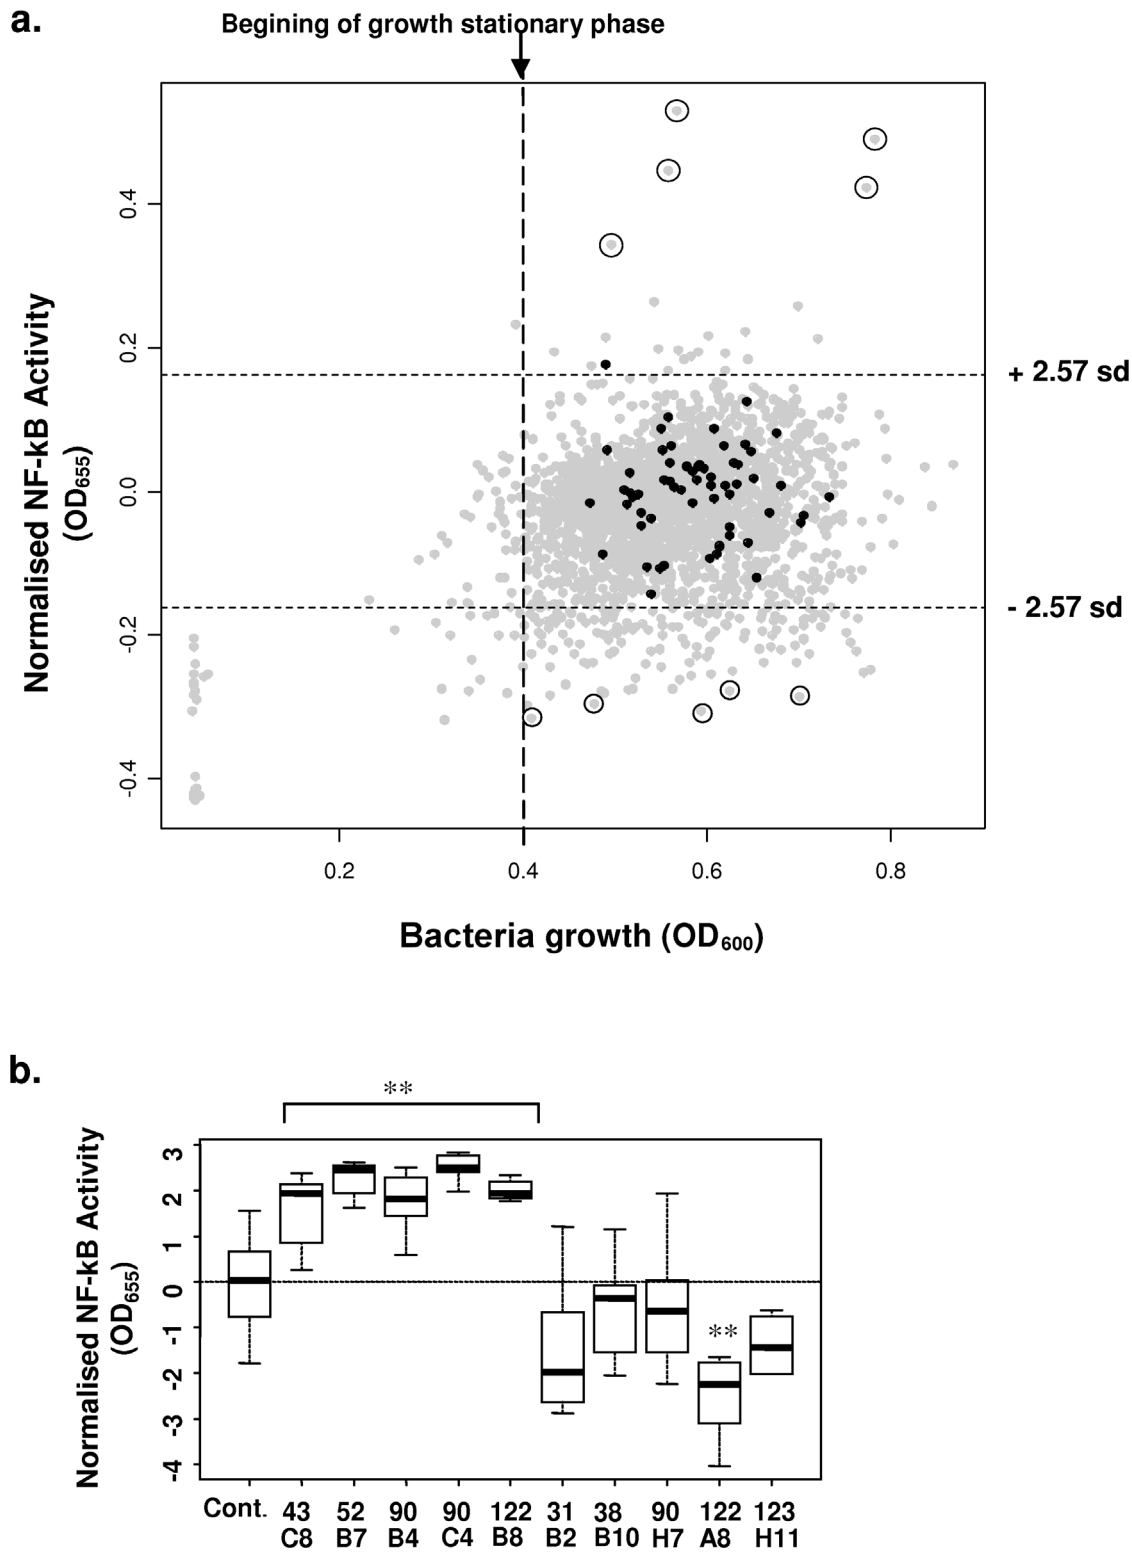 a.
Begining of growth stationary phase
Normalised NF-kB Activity
(OD655)
0.4
0.2
0.0
-0.2
-0.4
+ 2.57 sd
- 2.57 sd
0.2 0.4 0.6 0.8
Bacteria growth (OD600)
b.
**
Normalised NF-kB Activity
(OD655)
3
2
1
0
-1
-2
-3
-4
**
Cont. 43 52 90 90 122 31 38 90 122 123
C8 B7 B4 C4 B8 B2 B10 H7 A8 H11